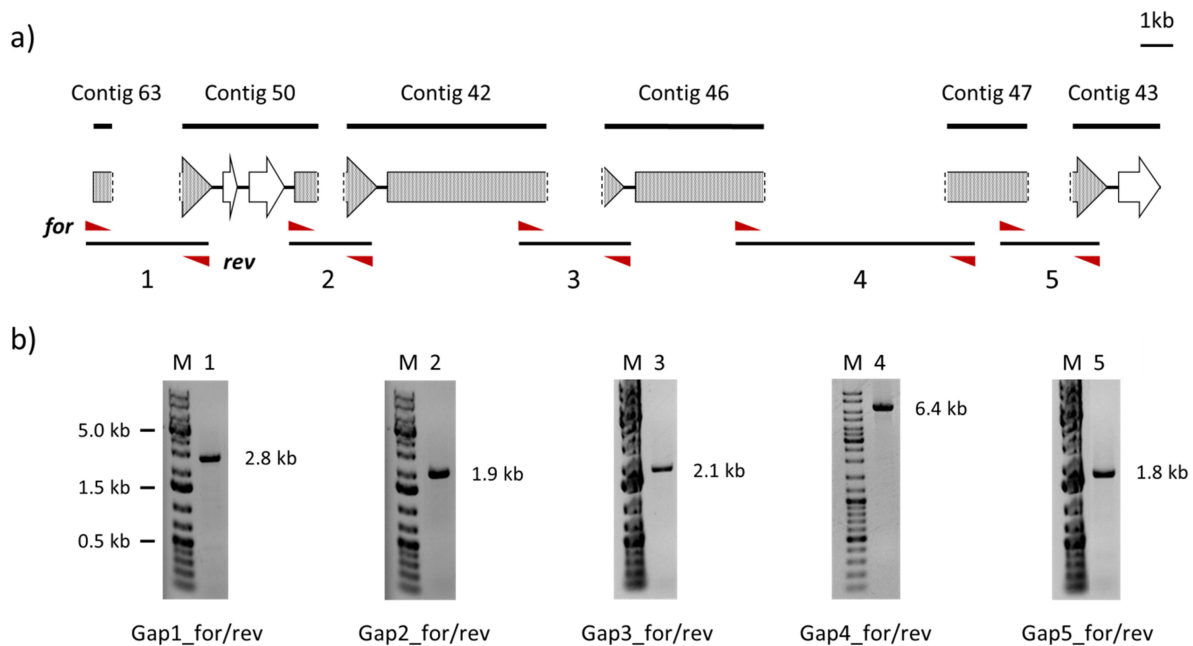 a)
1kb
Contig 63 Contig 50 Contig 42 Contig 46 Contig 47 Contig 43
for
rev
1 2 3 4 5
b)
M 1 M 2 M 3 M 4 M 5
5.0 kb
1.5 kb
0.5 kb
2.8 kb
1.9 kb
2.1 kb
6.4 kb
1.8 kb
Gap1_for/rev Gap2_for/rev Gap3_for/rev Gap4_for/rev Gap5_for/rev